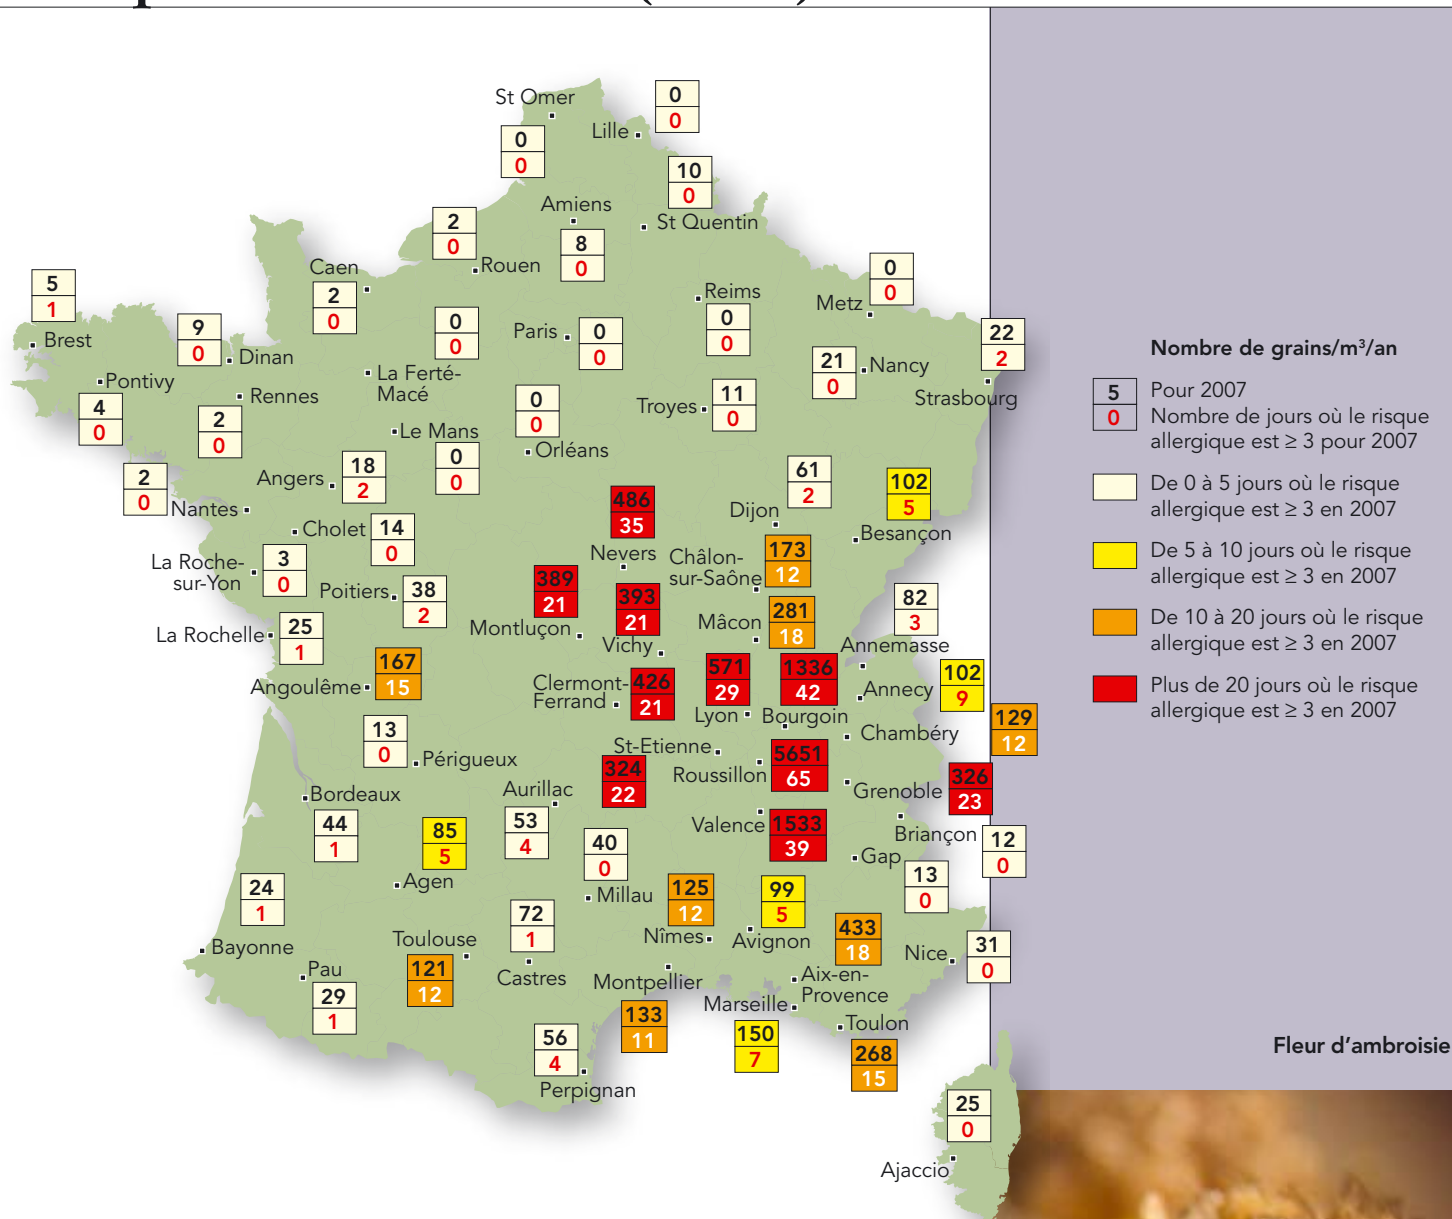 St Omer
0
0
Lille
0
0
10
0
St Quentin
Amiens
8
0
2
0
Rouen
Caen
2
0
5
1
Brest
9
0
Dinan
Pontivy
4
0
Rennes
2
0
La Ferté-
Macé
0
0
Paris
0
0
Reims
0
0
Metz
0
0
Nancy
21
0
22
2
Strasbourg
Troyes
11
0
0
0
Orléans
Le Mans
0
0
Angers
18
2
2
0
Nantes
Cholet
14
0
La Roche-
sur-Yon
3
0
Poitiers
38
2
La Rochelle
25
1
Angoulême
167
15
486
35
Nevers
389
21
Montluçon
393
21
Vichy
Dijon
61
2
102
5
Besançon
Châlon-
sur-Saône
173
12
Mâcon
281
18
82
3
Annemasse
Clermont-
Ferrand
426
21
571
29
Lyon
1336
42
Bourgoin
Annecy
102
9
Chambéry
129
12
St-Etienne
324
22
Roussillon
5651
65
Grenoble
326
23
Valence
1533
39
Briançon
12
0
Gap
13
0
13
0
Périgueux
Bordeaux
44
1
Aurillac
53
4
85
5
Agen
40
0
Millau
24
1
Bayonne
Pau
29
1
Toulouse
121
12
72
1
Castres
125
12
Nîmes
99
5
Avignon
433
18
Aix-en-
Provence
Nice
31
0
Montpellier
133
11
Marseille
150
7
Toulon
268
15
56
4
Perpignan
25
0
Ajaccio
Nombre de grains/m³/an
5
Pour 2007
0
Nombre de jours où le risque
allergique est ≥ 3 pour 2007
De 0 à 5 jours où le risque
allergique est ≥ 3 en 2007
De 5 à 10 jours où le risque
allergique est ≥ 3 en 2007
De 10 à 20 jours où le risque
allergique est ≥ 3 en 2007
Plus de 20 jours où le risque
allergique est ≥ 3 en 2007
Fleur d'ambroisie